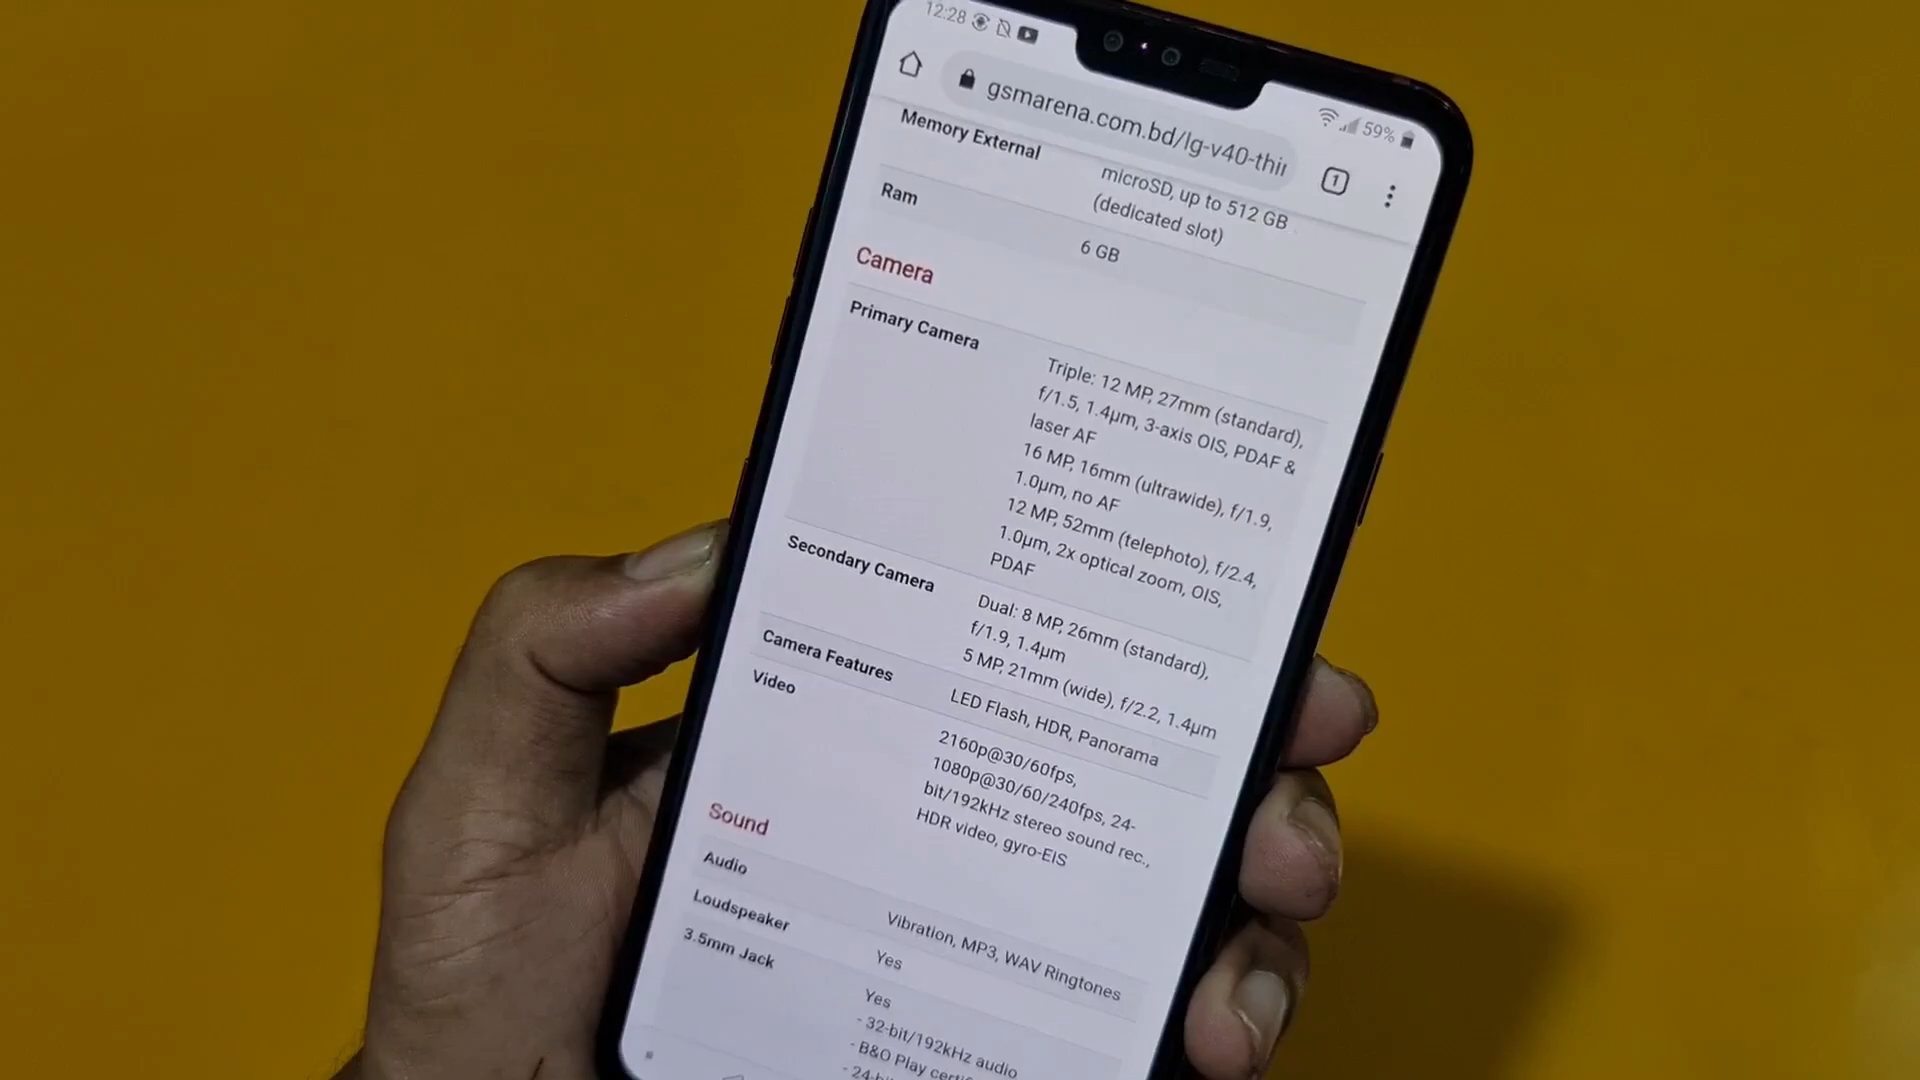 12:28
59%
gsmarena.com.bd/lg-v40-thin
1
Memory External
microSD, up to 512 GB
(dedicated slot)
Ram
6 GB
Camera
Primary Camera
Triple: 12 MP, 27mm (standard),
f/1.5, 1.4µm, 3-axis OIS, PDAF &
laser AF
16 MP, 16mm (ultrawide), f/1.9,
1.0µm, no AF
12 MP, 52mm (telephoto), f/2.4,
1.0µm, 2x optical zoom, OIS,
PDAF
Secondary Camera
Dual: 8 MP, 26mm (standard),
f/1.9, 1.4µm
5 MP, 21mm (wide), f/2.2, 1.4µm
Camera Features
LED Flash, HDR, Panorama
Video
2160p@30/60fps,
1080p@30/60/240fps, 24-
bit/192kHz stereo sound rec.,
HDR video, gyro-EIS
Sound
Audio
Vibration, MP3, WAV Ringtones
Loudspeaker
Yes
3.5mm Jack
Yes
- 32-bit/192kHz audio
- B&O Play